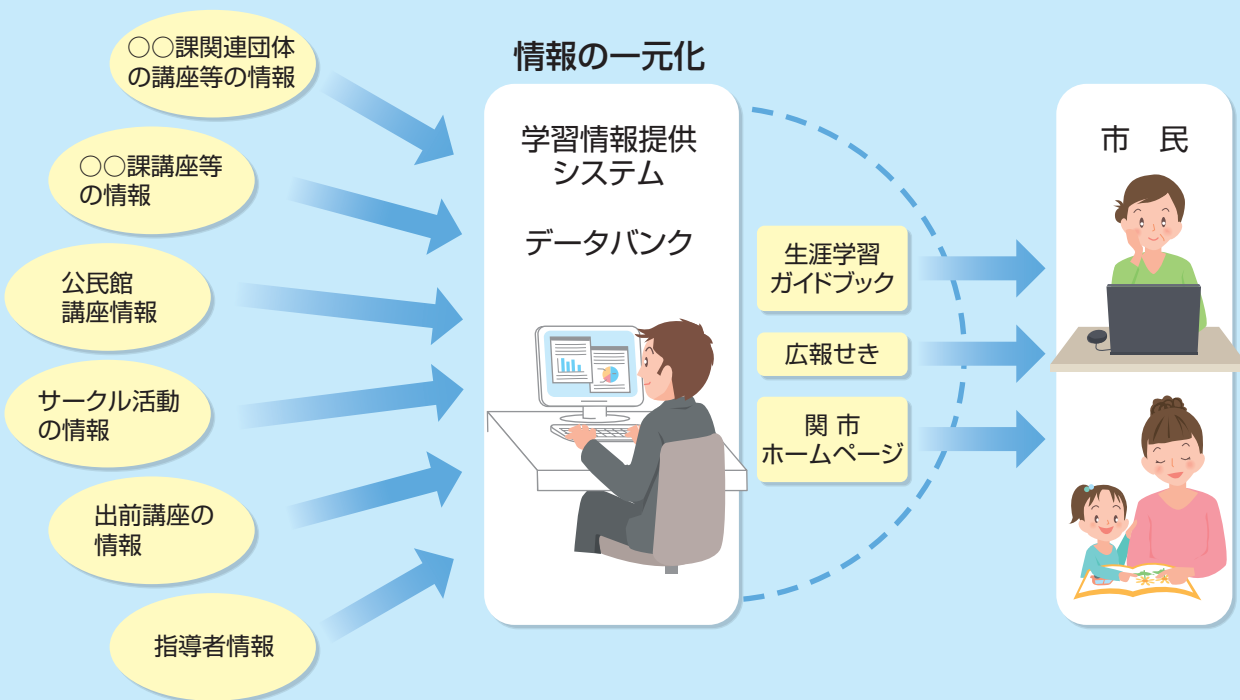 ○○課関連団体
の講座等の情報
○○課講座等
の情報
公民館
講座情報
サークル活動
の情報
出前講座の
情報
指導者情報
情報の一元化
学習情報提供
システム
データバンク
生涯学習
ガイドブック
広報せき
関 市
ホームページ
市　民